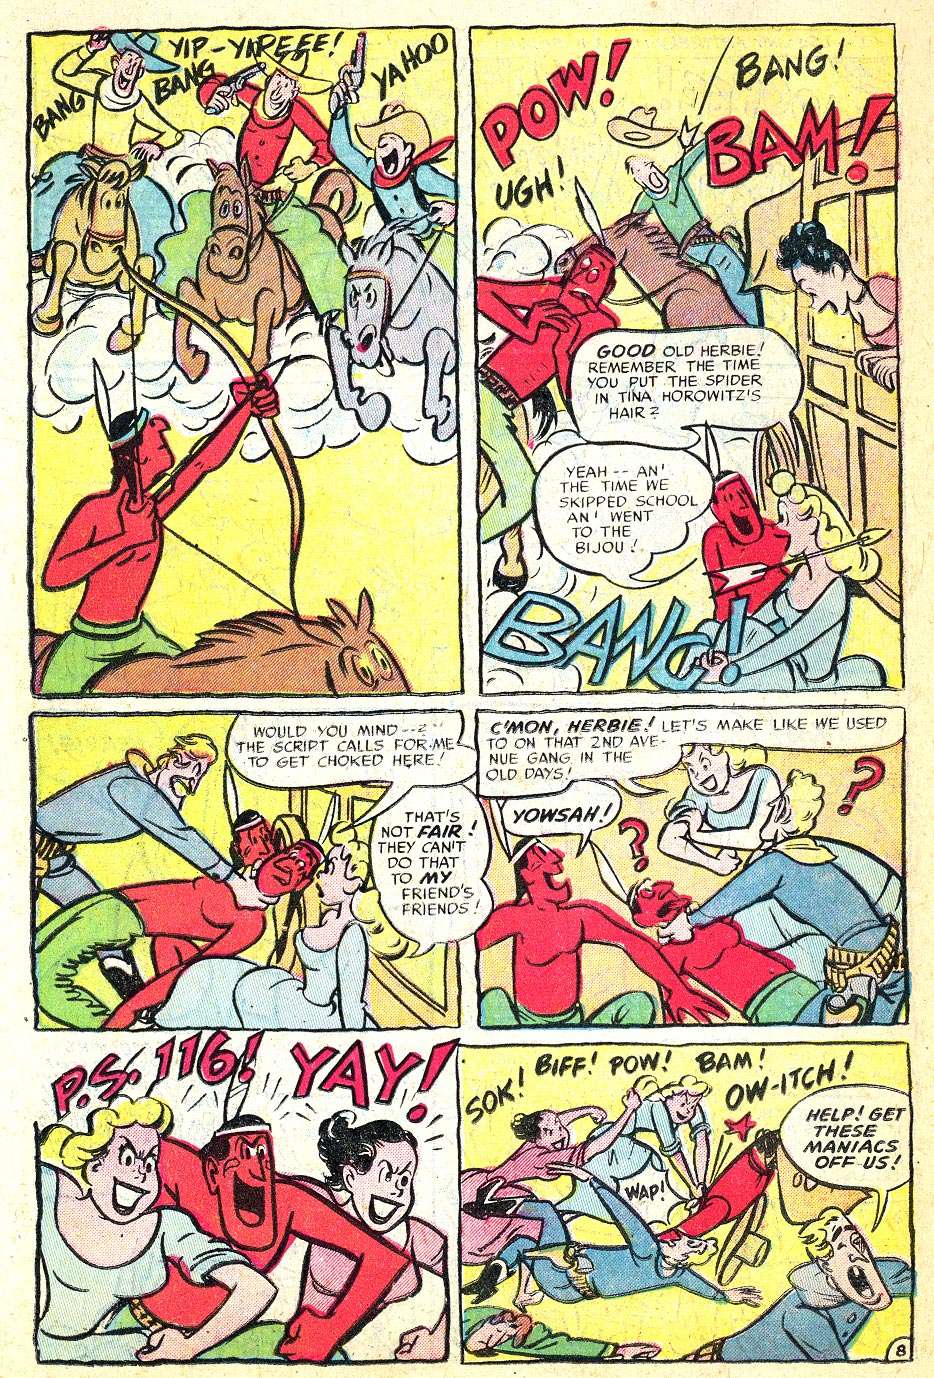 YIP-YIPEEE!
BANG
BANG
YAHOO
POW!
BANG!
BAM!
UGH!
GOOD OLD HERBIE!
REMEMBER THE TIME
YOU PUT THE SPIDER
IN TINA HOROWITZ'S
HAIR?
YEAH -- AN'
THE TIME WE
SKIPPED SCHOOL
AN' WENT
TO THE
BIJOU!
BANG!
WOULD YOU MIND--?
THE SCRIPT CALLS FOR ME
TO GET CHOKED HERE!
THAT'S
NOT FAIR!
THEY CAN'T
DO THAT
TO MY
FRIEND'S
FRIENDS!
C'MON, HERBIE! LET'S MAKE LIKE WE USED
TO ON THAT 2ND AVE-
NUE GANG IN THE
OLD DAYS!
YOWSAH!
?
?
P.S. 116! YAY!
SOK!
BIFF! POW! BAM!
OW-ITCH!
WAP!
HELP! GET
THESE
MANIACS
OFF US!
8